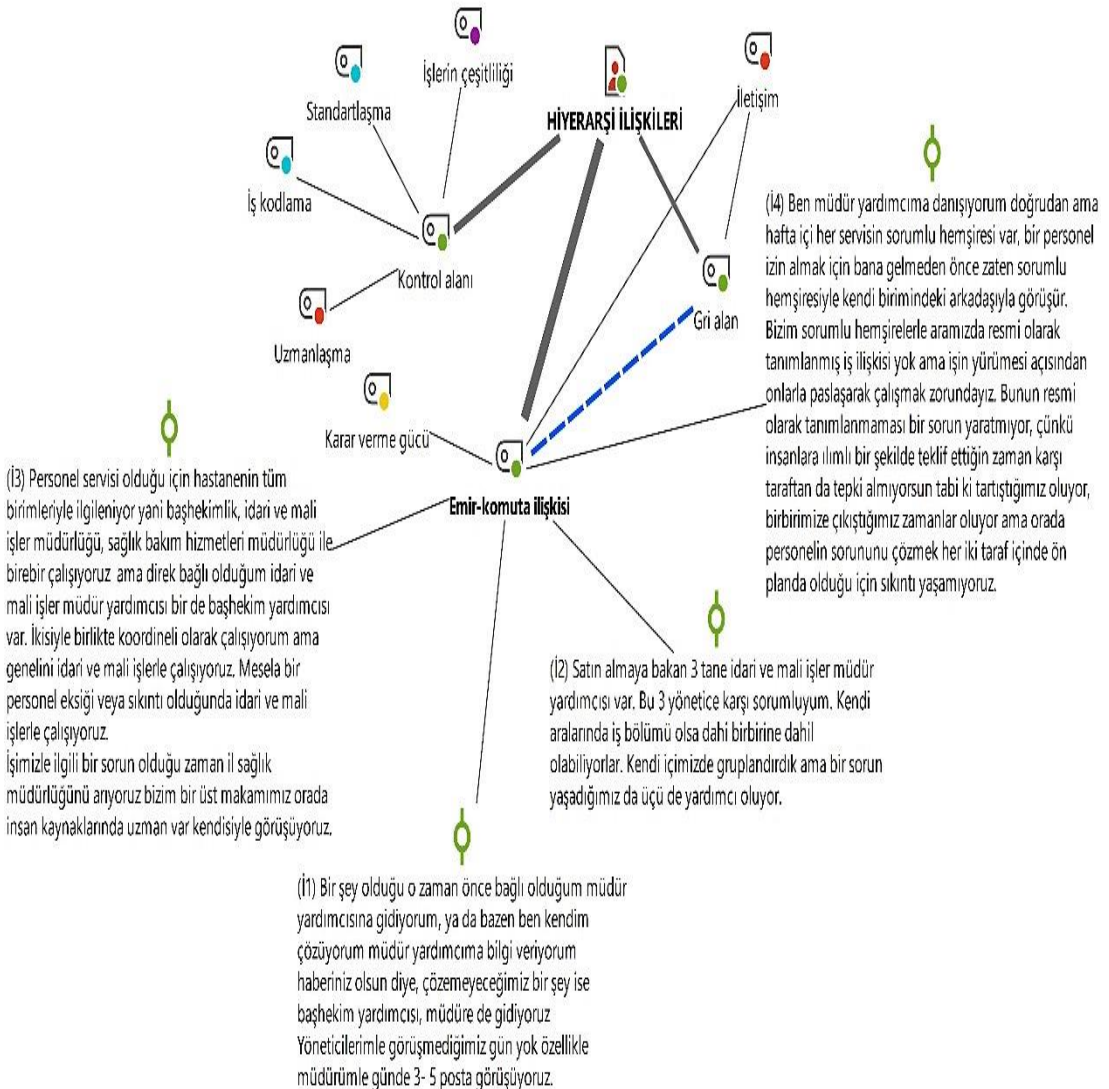 İşlerin çeşitliliği
Standartlaşma
HİYERARŞİ İLİŞKİLERİ
İletişim
İş kodlama
Kontrol alanı
Gri alan
Uzmanlaşma
Karar verme gücü
Emir-komuta ilişkisi
(İ4) Ben müdür yardımcıma danışıyorum doğrudan ama
hafta içi her servisin sorumlu hemşiresi var, bir personel
izin almak için bana gelmeden önce zaten sorumlu
hemşiresiyle kendi birimindeki arkadaşıyla görüşür.
Bizim sorumlu hemşirelerle aramızda resmi olarak
tanımlanmış iş ilişkisi yok ama işin yürümesi açısından
onlarla paslaşarak çalışmak zorundayız. Bunun resmi
olarak tanımlanmaması bir sorun yaratmıyor, çünkü
insanlara ılımlı bir şekilde teklif ettiğin zaman karşı
taraftan da tepki almıyorsun tabi ki tartıştığımız oluyor,
birbirimize çıkıştığımız zamanlar oluyor ama orada
personelin sorununu çözmek her iki taraf içinde ön
planda olduğu için sıkıntı yaşamıyoruz.
(İ3) Personel servisi olduğu için hastanenin tüm
birimleriyle ilgileniyor yani başhekimlik, idari ve mali
işler müdürlüğü, sağlık bakım hizmetleri müdürlüğü ile
birebir çalışıyoruz ama direk bağlı olduğum idari ve
mali işler müdür yardımcısı bir de başhekim yardımcısı
var. İkisiyle birlikte koordineli olarak çalışıyorum ama
genelini idari ve mali işlerle çalışıyoruz. Mesela bir
personel eksiği veya sıkıntı olduğunda idari ve mali
işlerle çalışıyoruz.
İşimizle ilgili bir sorun olduğu zaman il sağlık
müdürlüğünü arıyoruz bizim bir üst makamımız orada
insan kaynaklarında uzman var kendisiyle görüşüyoruz.
(İ2) Satın almaya bakan 3 tane idari ve mali işler müdür
yardımcısı var. Bu 3 yönetice karşı sorumluyum. Kendi
aralarında iş bölümü olsa dahi birbirine dahil
olabiliyorlar. Kendi içimizde gruplandırdık ama bir sorun
yaşadığımız da üçü de yardımcı oluyor.
(İ1) Bir şey olduğu o zaman önce bağlı olduğum müdür
yardımcısına gidiyorum, ya da bazen ben kendim
çözüyorum müdür yardımcıma bilgi veriyorum
haberiniz olsun diye, çözemeyeceğimiz bir şey ise
başhekim yardımcısı, müdüre de gidiyoruz
Yöneticilerimle görüşmediğimiz gün yok özellikle
müdürümle günde 3- 5 posta görüşüyoruz.